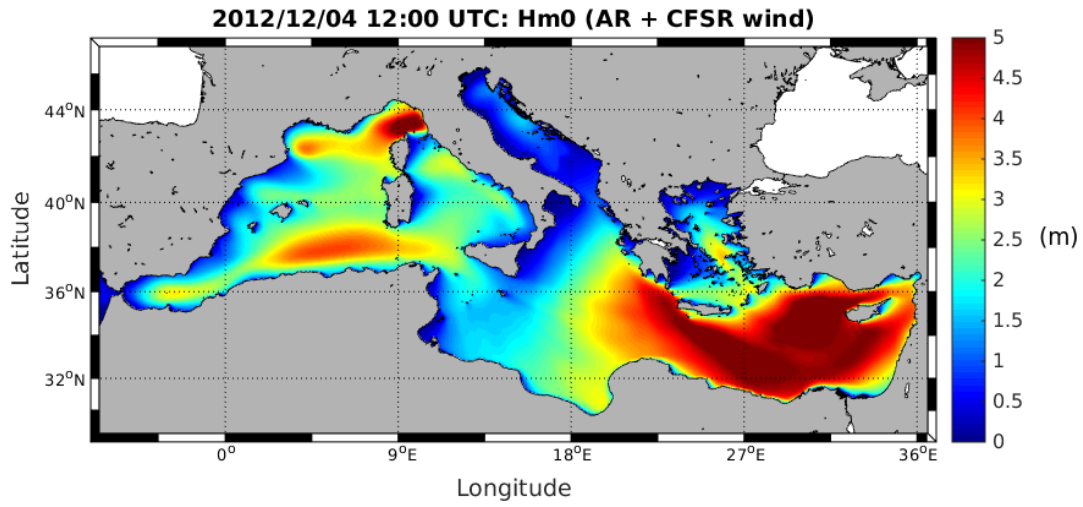 2012/12/04 12:00 UTC: Hm0 (AR + CFSR wind)
44°N
40°N
36°N
32°N
Latitude
0°
9°E
18°E
27°E
36°E
Longitude
5
4.5
4
3.5
3
2.5
2
1.5
1
0.5
0
(m)